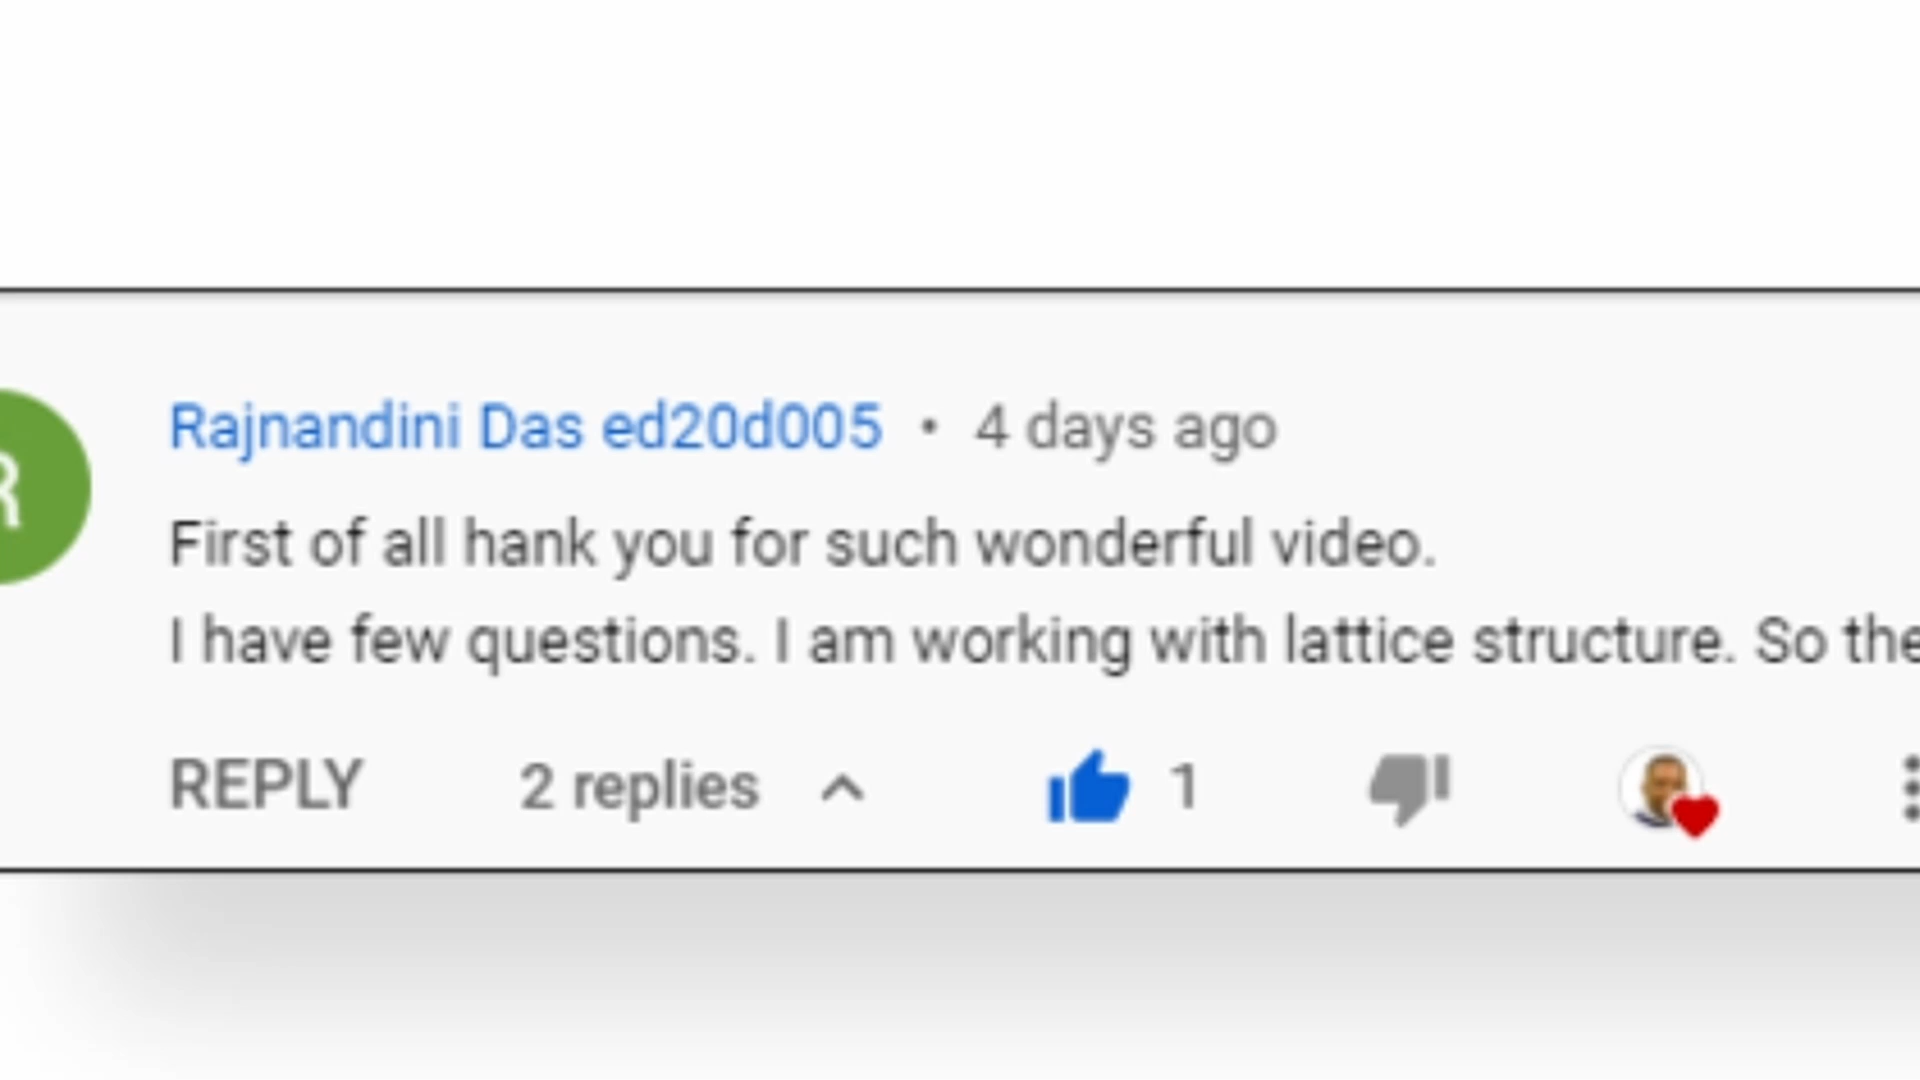 R
Rajnandini Das ed20d005 • 4 days ago
First of all hank you for such wonderful video.
I have few questions. I am working with lattice structure. So the
REPLY 2 replies 1